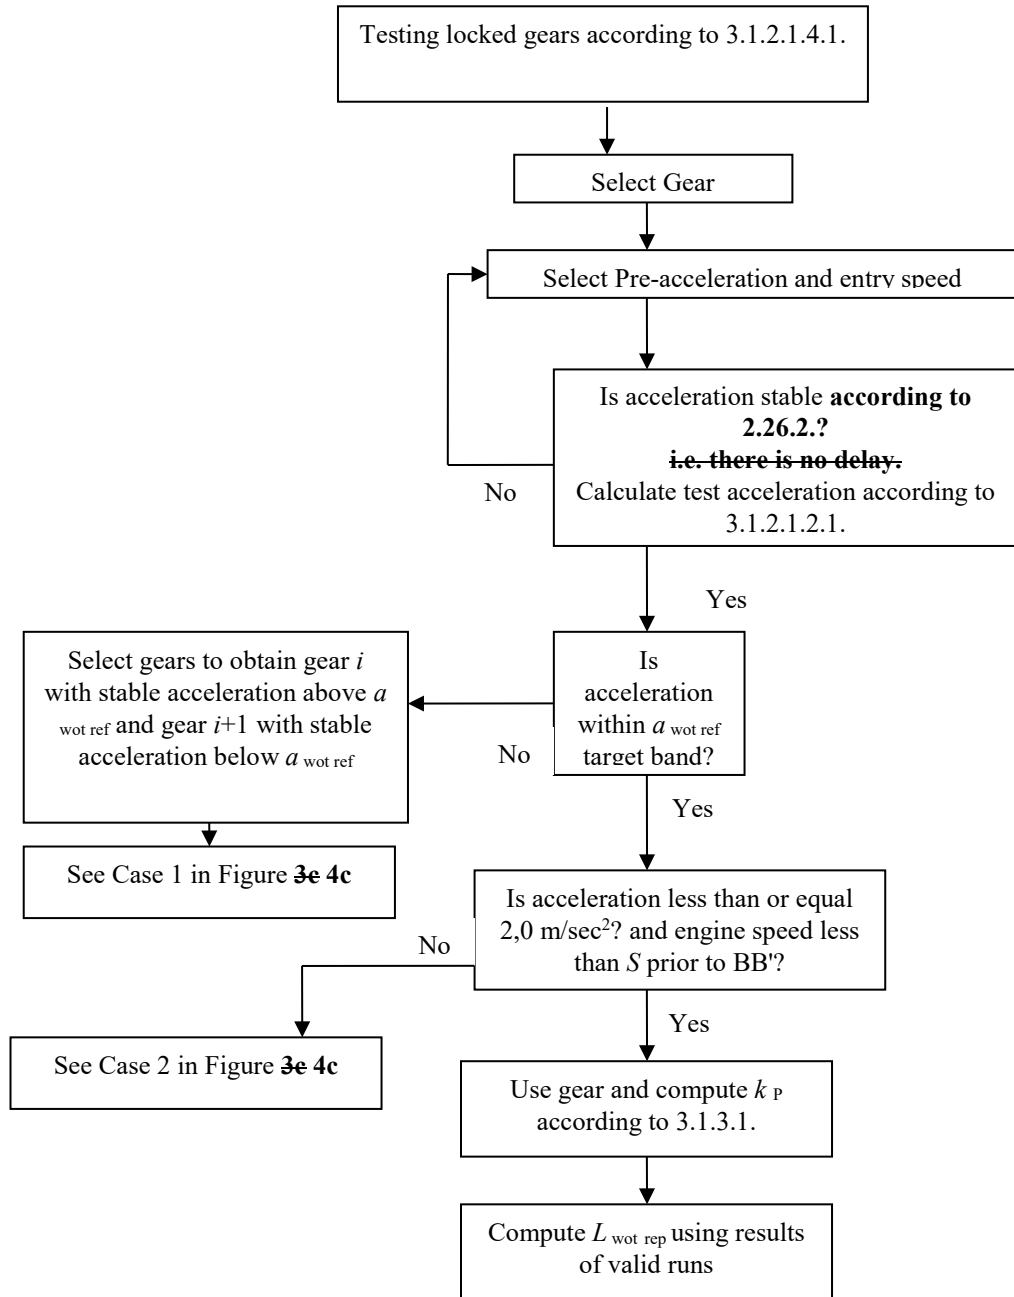 Testing locked gears according to 3.1.2.1.4.1.
Select Gear
Select Pre-acceleration and entry speed
Is acceleration stable according to
2.26.2.?
i.e. there is no delay.
Calculate test acceleration according to
3.1.2.1.2.1.
No
Yes
Select gears to obtain gear i
with stable acceleration above a
wot ref and gear i+1 with stable
acceleration below a wot ref
Is
acceleration
within a wot ref
target band?
No
Yes
See Case 1 in Figure 3c 4c
Is acceleration less than or equal
2,0 m/sec²? and engine speed less
than S prior to BB'?
No
Yes
See Case 2 in Figure 3c 4c
Use gear and compute k P
according to 3.1.3.1.
Compute L wot rep using results
of valid runs